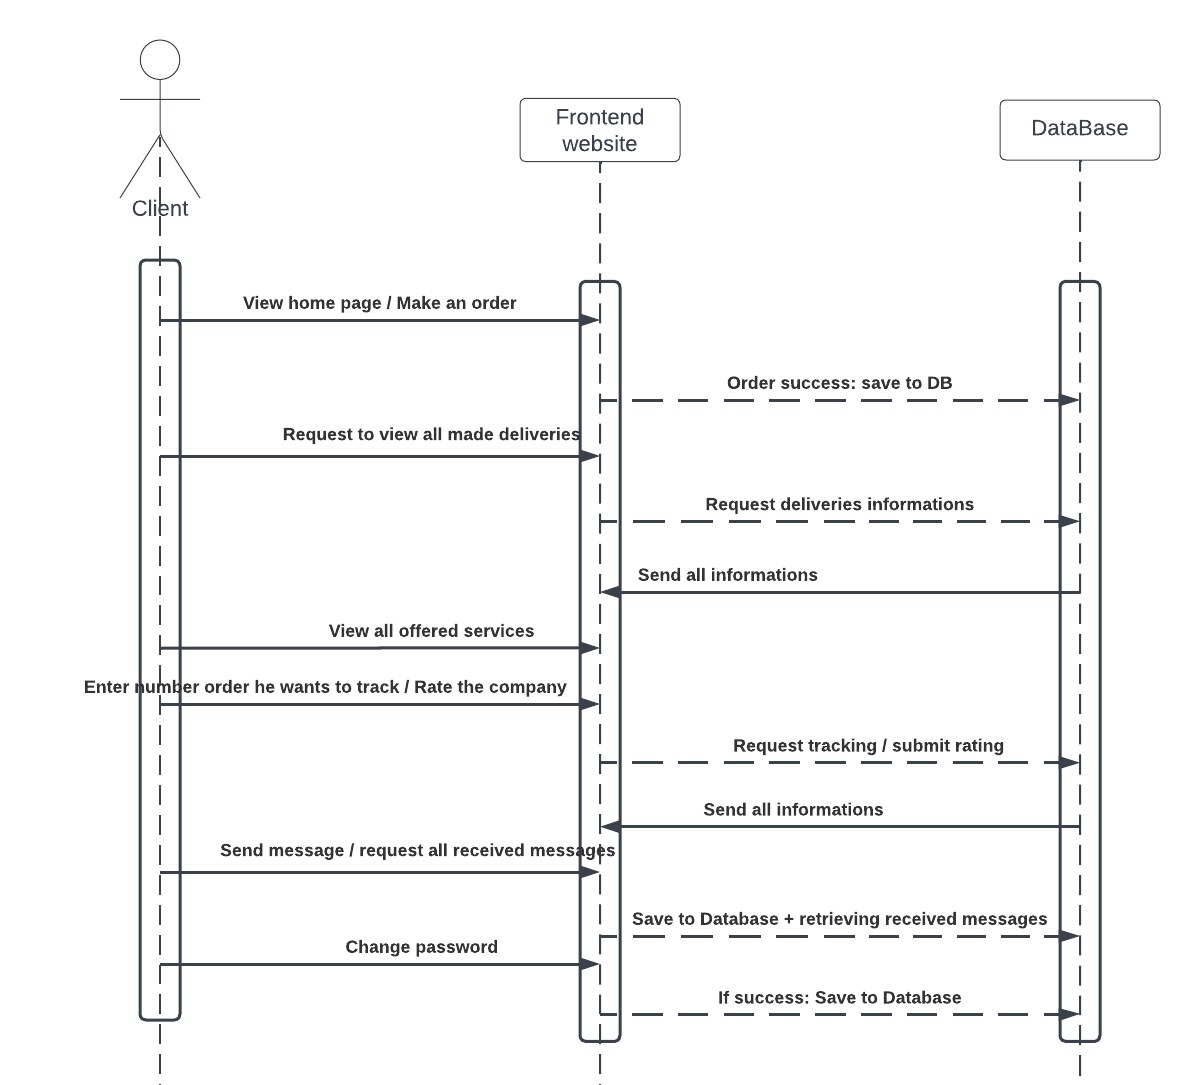 Frontend
website
DataBase
Client
View home page / Make an order
Order success: save to DB
Request to view all made deliveries
Request deliveries informations
Send all informations
View all offered services
Enter number order he wants to track / Rate the company
Request tracking / submit rating
Send all informations
Send message / request all received messages
Save to Database + retrieving received messages
Change password
If success: Save to Database